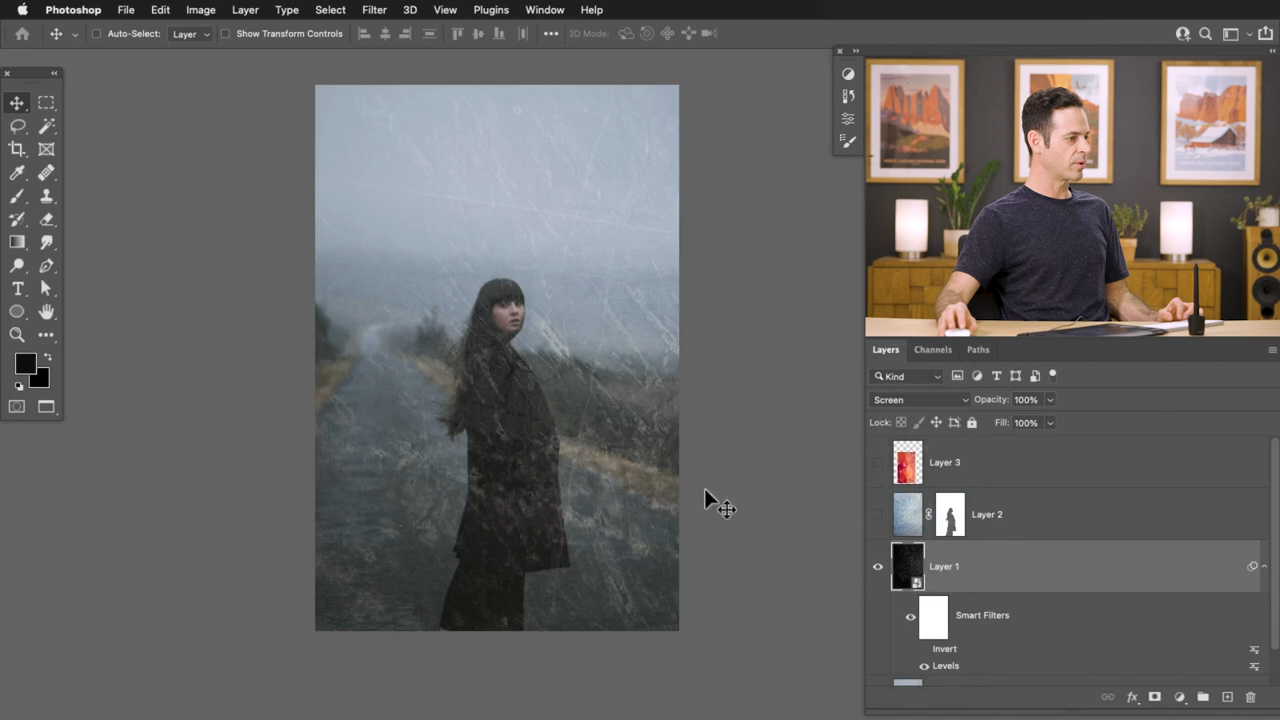 Photoshop File Edit Image Layer Type Select Filter 3D View Plugins Window Help
Auto-Select: Layer Show Transform Controls 3D Mode:
Layers Channels Paths
Kind
Screen Opacity: 100%
Lock: Fill: 100%
Layer 3
Layer 2
Layer 1
Smart Filters
Invert
Levels